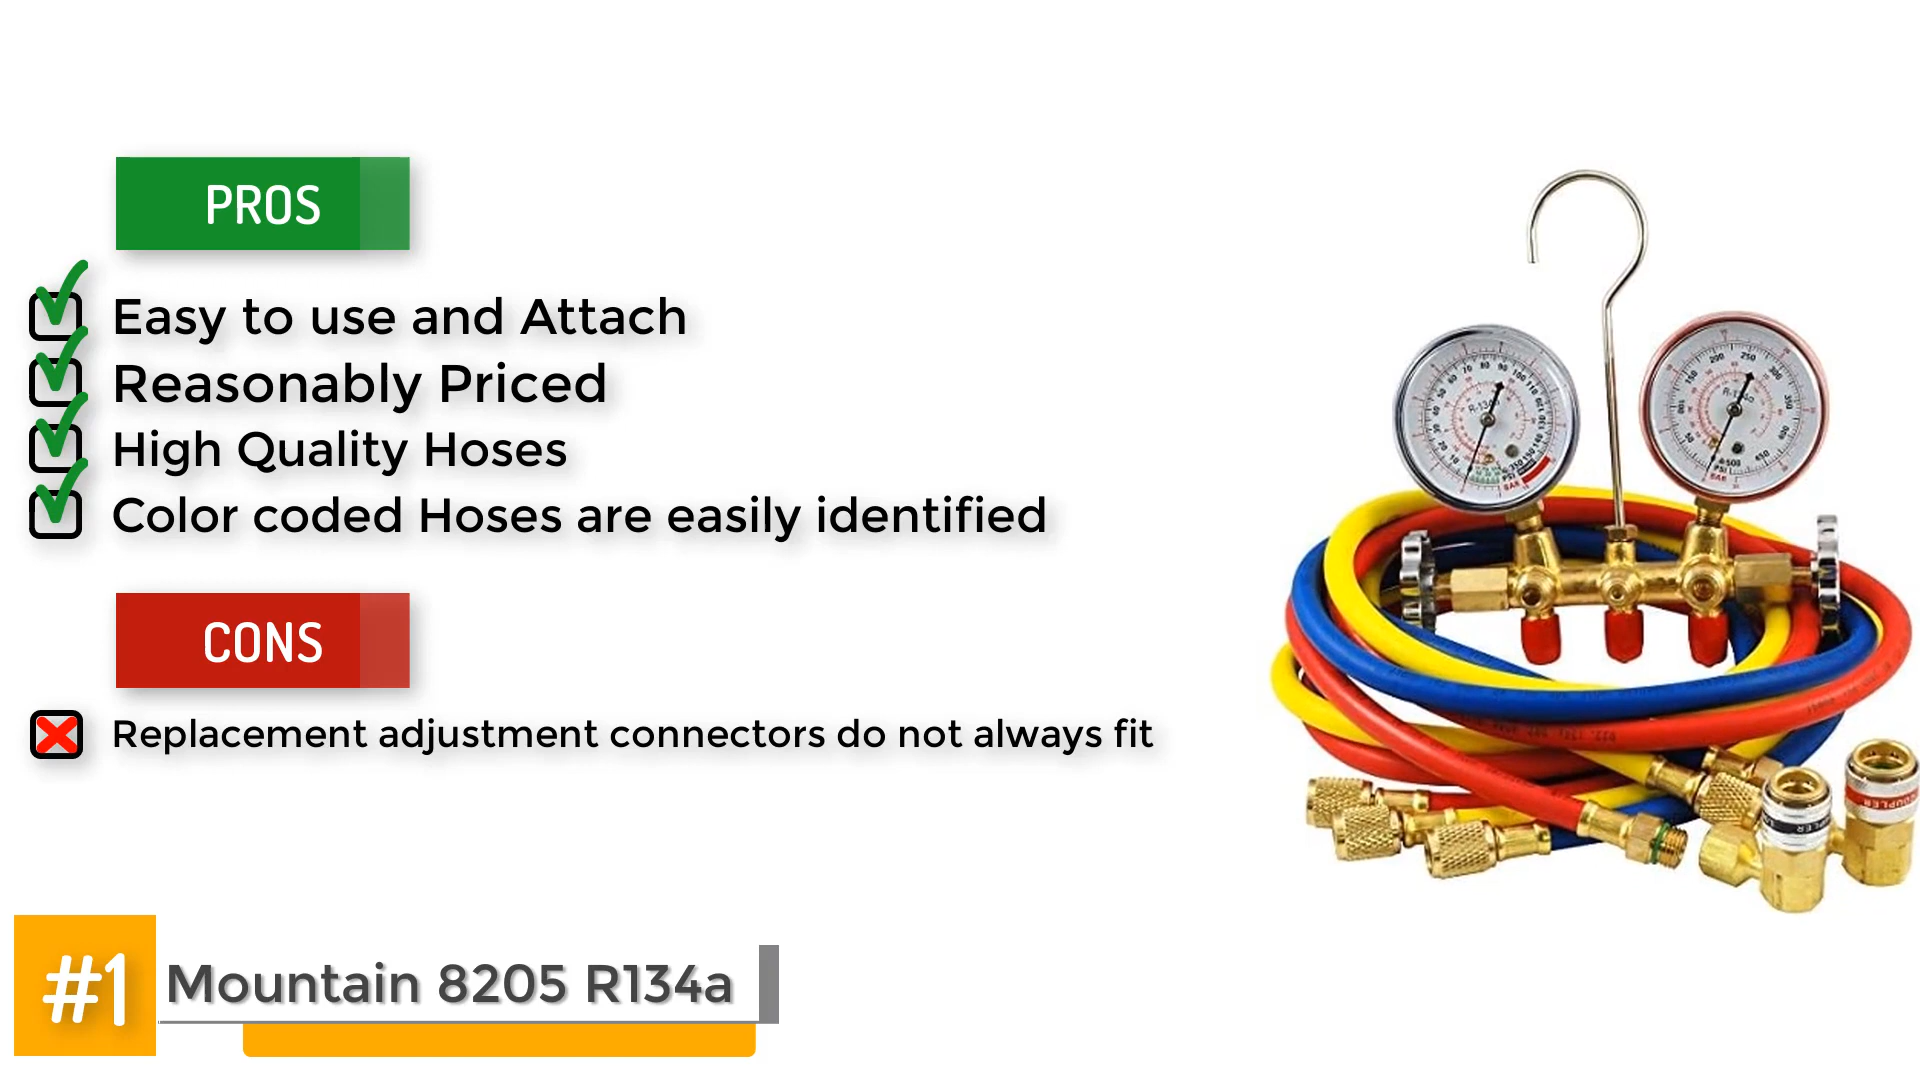 PROS
Easy to use and Attach
Reasonably Priced
High Quality Hoses
Color coded Hoses are easily identified
CONS
Replacement adjustment connectors do not always fit
#1 Mountain 8205 R134a